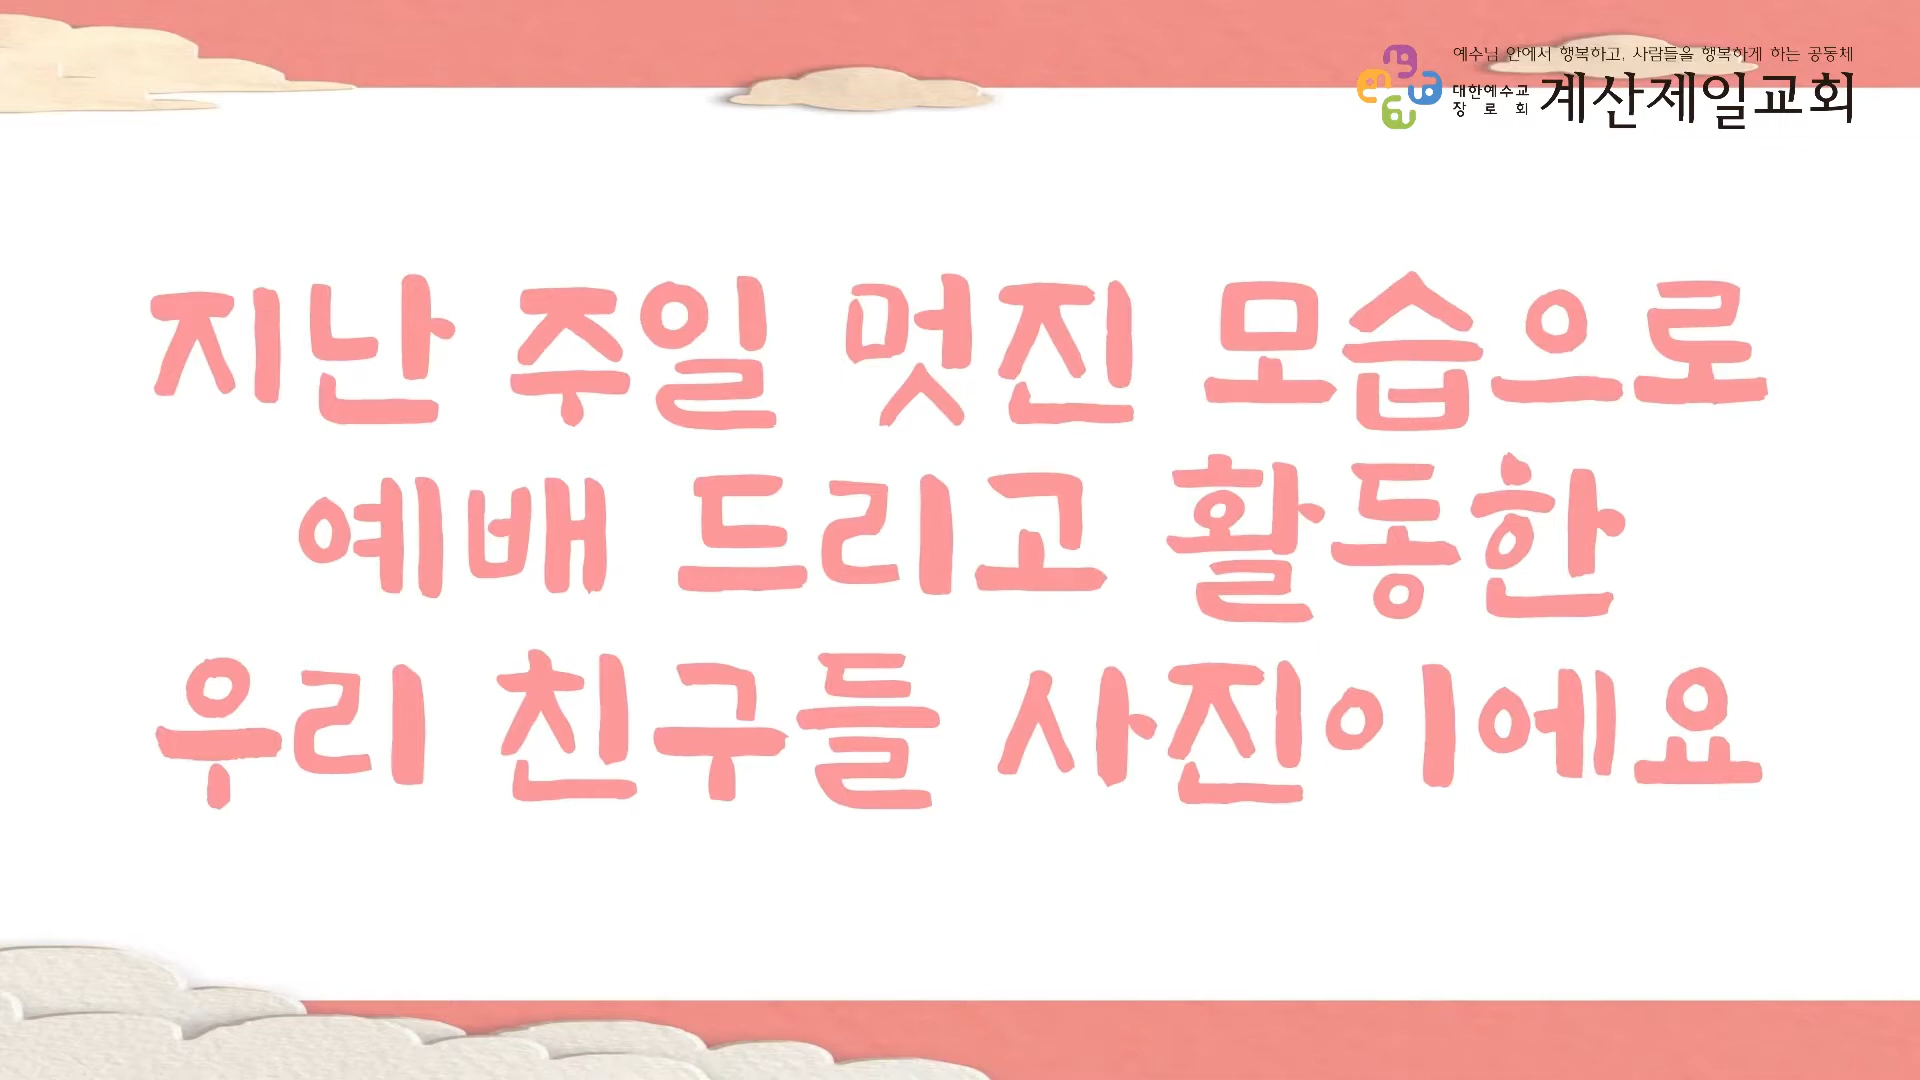 예수님 안에서 행복하고, 사람들을 행복하게 하는 공동체
대한예수교
장로회
계산제일교회
지난 주일 멋진 모습으로
예배 드리고 활동한
우리 친구들 사진이에요